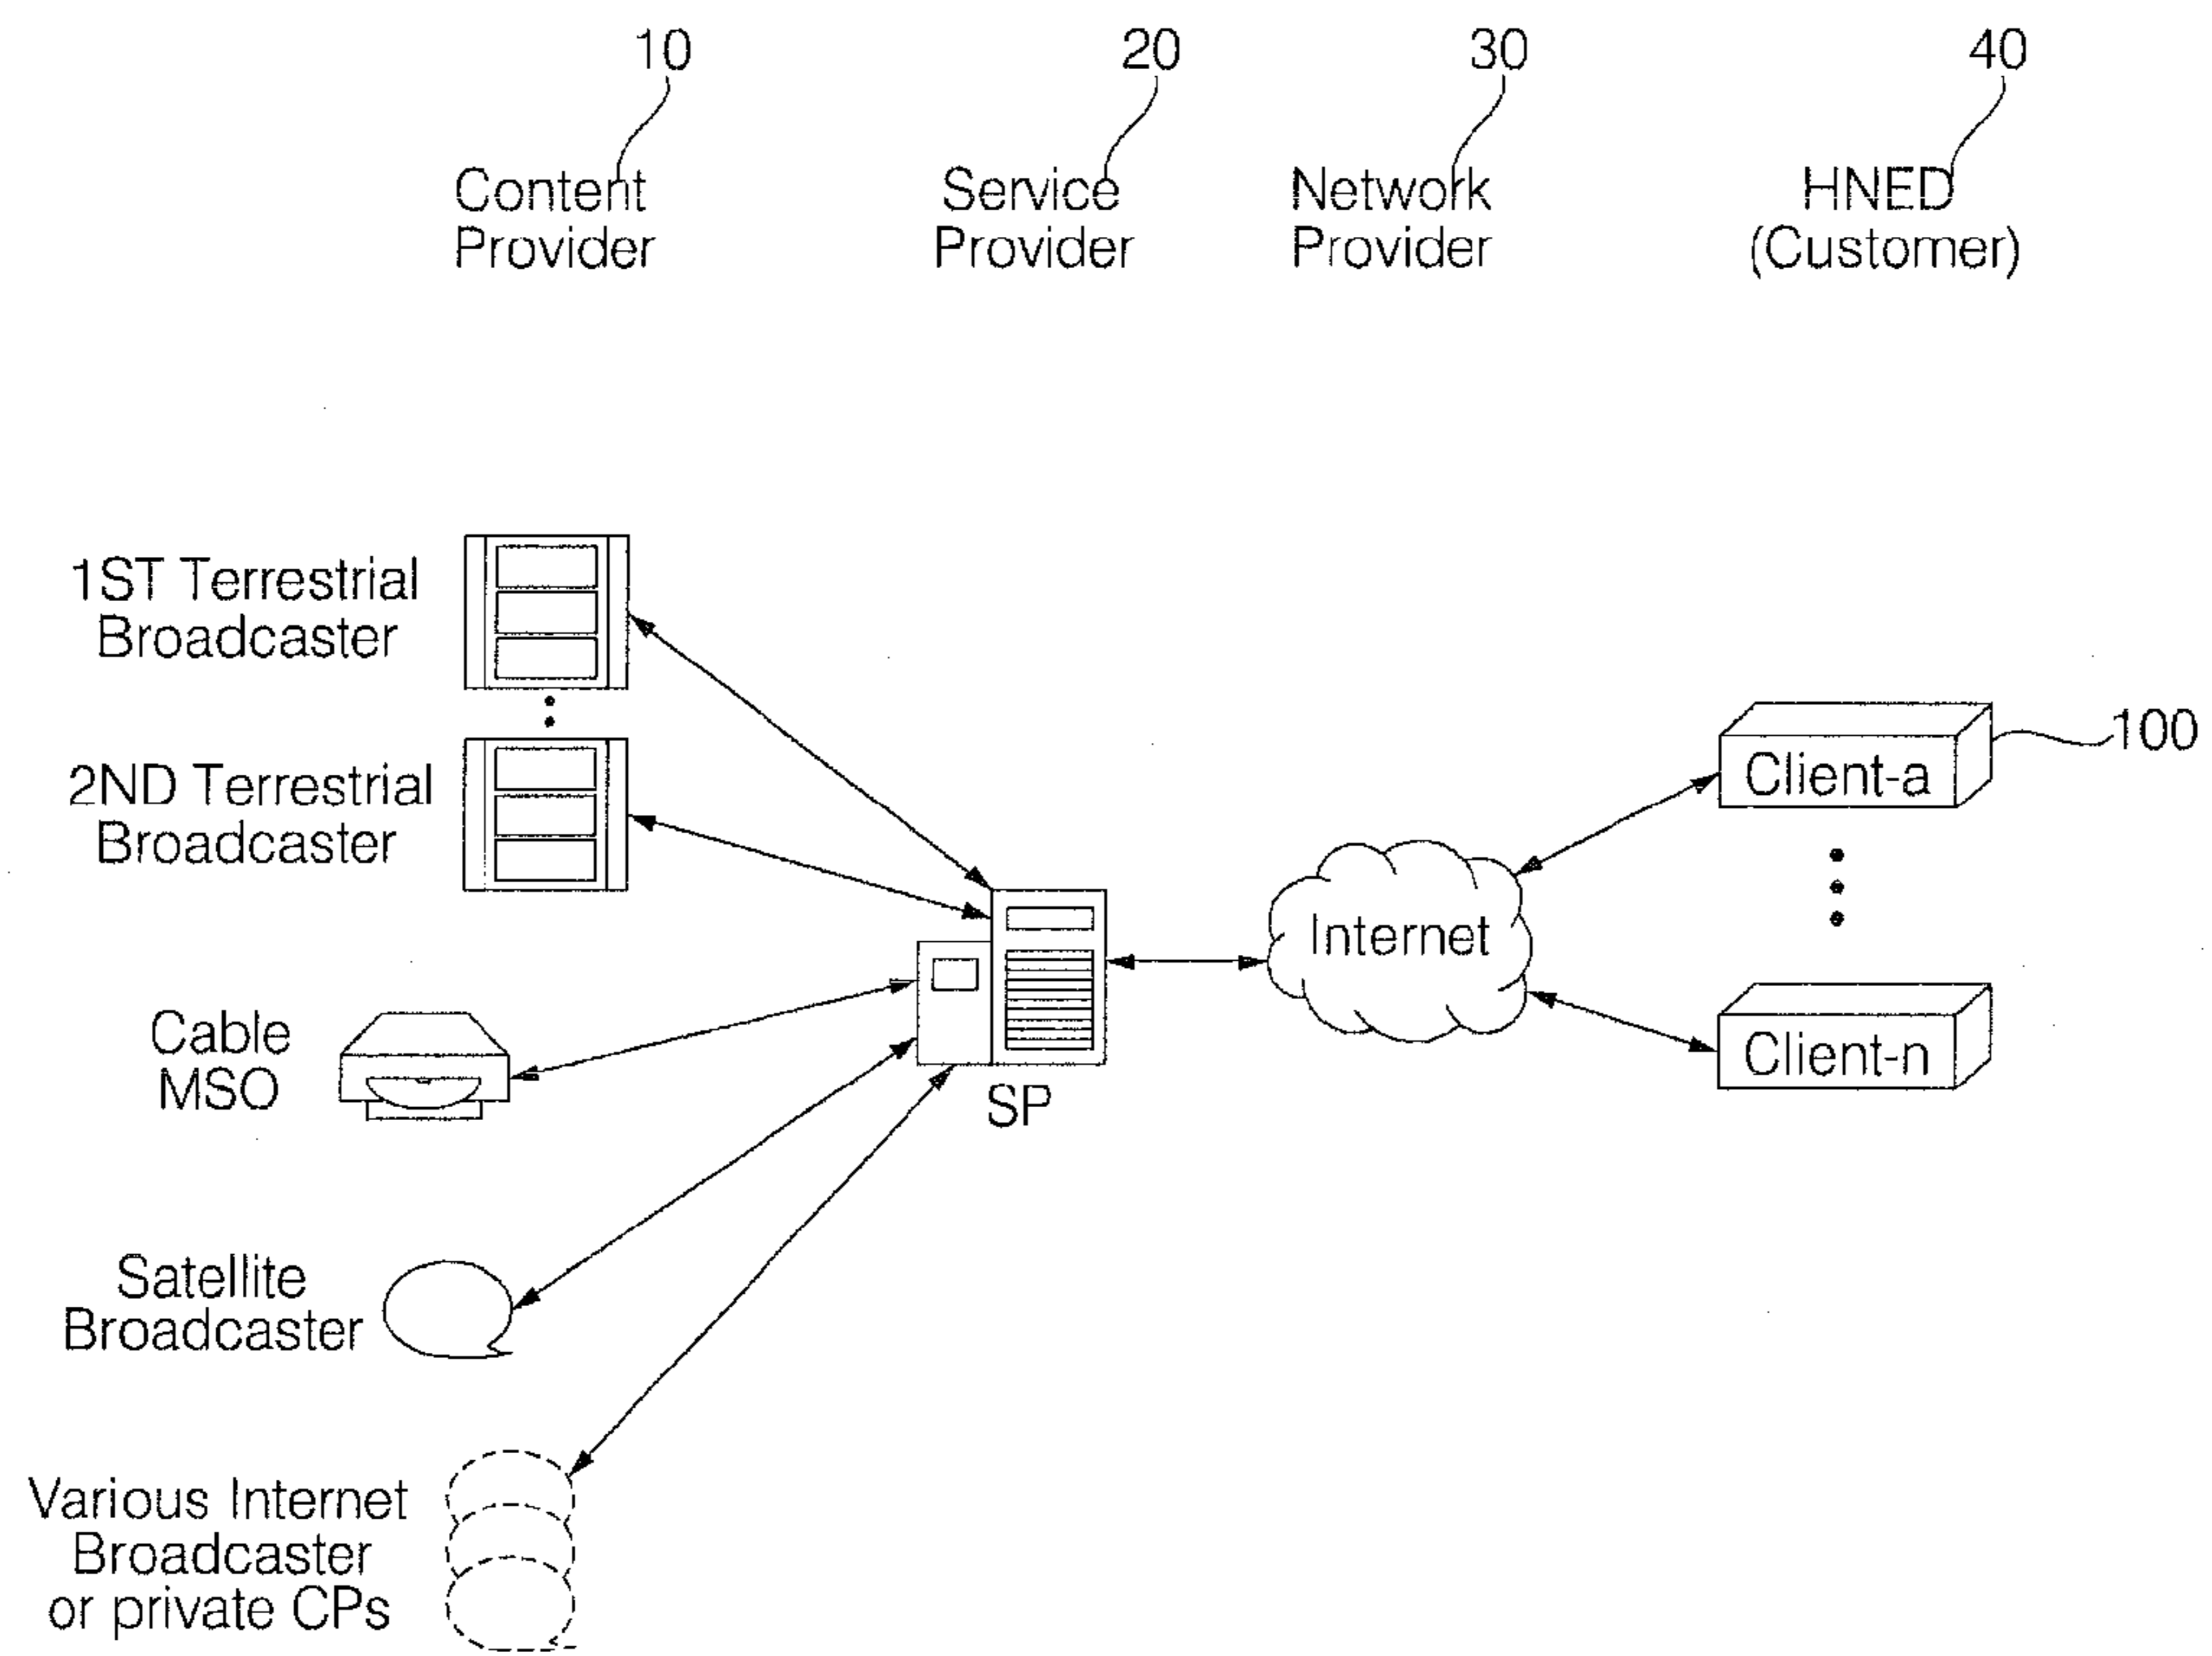 10
20
30
40
Content
Provider
Service
Provider
Network
Provider
HNED
(Customer)
1ST Terrestrial
Broadcaster
2ND Terrestrial
Broadcaster
Cable
MSO
Satellite
Broadcaster
Various Internet
Broadcaster
or private CPs
SP
Internet
Client-a
100
Client-n